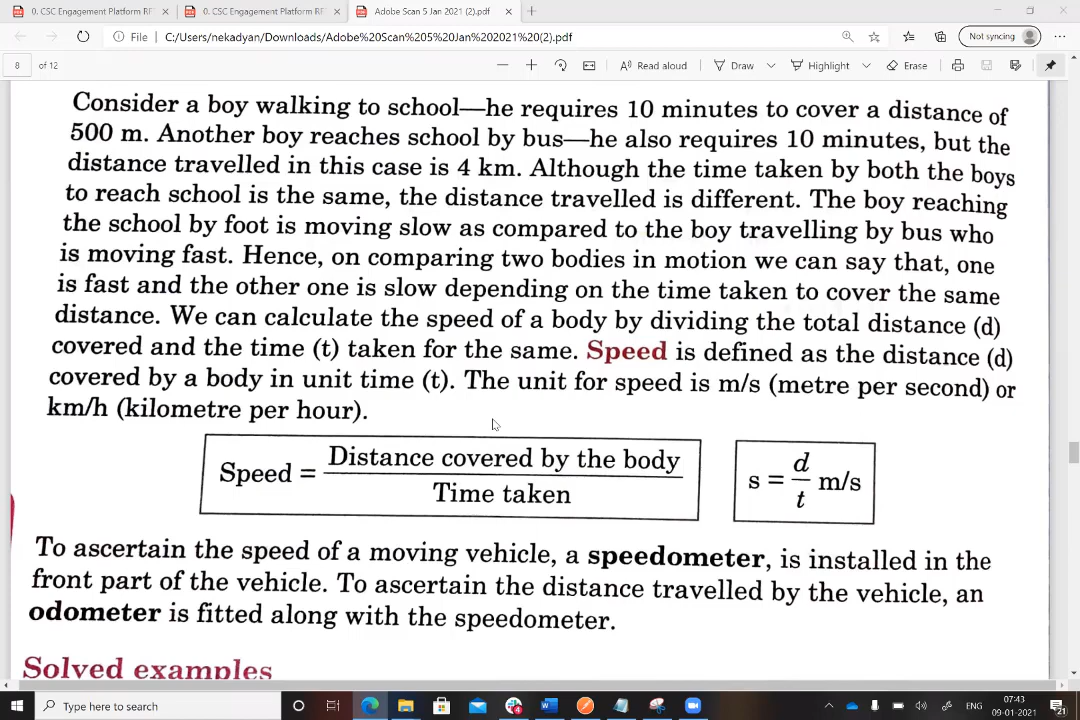 0. CSC Engagement Platform RF
0. CSC Engagement Platform RF
Adobe Scan 5 Jan 2021 (2).pdf
File C:/Users/nekadyan/Downloads/Adobe%20Scan%205%20Jan%202021%20(2).pdf Not syncing
8 of 12 Read aloud Draw Highlight Erase
Consider a boy walking to school—he requires 10 minutes to cover a distance of
500 m. Another boy reaches school by bus—he also requires 10 minutes, but the
distance travelled in this case is 4 km. Although the time taken by both the boys
to reach school is the same, the distance travelled is different. The boy reaching
the school by foot is moving slow as compared to the boy travelling by bus who
is moving fast. Hence, on comparing two bodies in motion we can say that, one
is fast and the other one is slow depending on the time taken to cover the same
distance. We can calculate the speed of a body by dividing the total distance (d)
covered and the time (t) taken for the same. Speed is defined as the distance (d)
covered by a body in unit time (t). The unit for speed is m/s (metre per second) or
km/h (kilometre per hour).
Distance covered by the body
Speed =
Time taken
d
s = m/s
t
To ascertain the speed of a moving vehicle, a speedometer, is installed in the
front part of the vehicle. To ascertain the distance travelled by the vehicle, an
odometer is fitted along with the speedometer.
Solved examples
Type here to search
ENG
07:43
09-01-2021
21